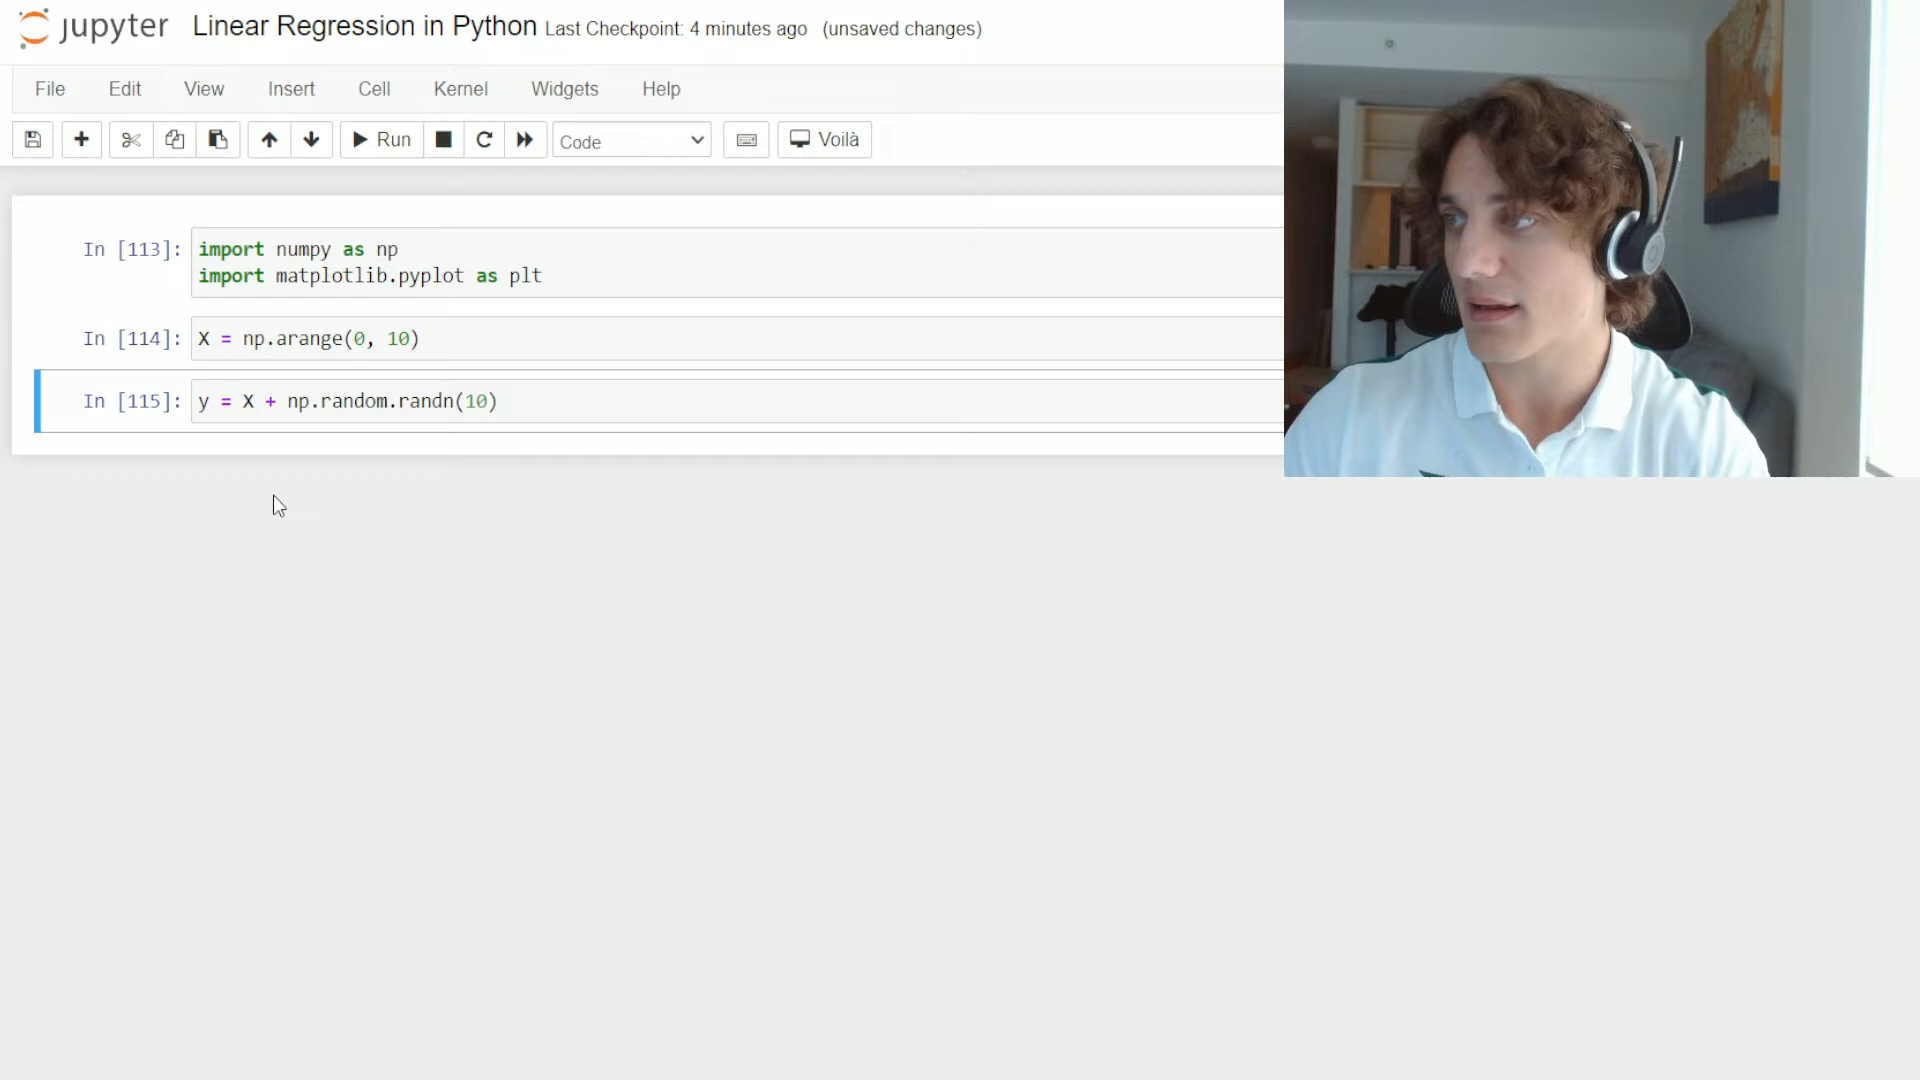 jupyter Linear Regression in Python Last Checkpoint: 4 minutes ago (unsaved changes)
File Edit View Insert Cell Kernel Widgets Help
Run Code Voilà
In [113]: import numpy as np
import matplotlib.pyplot as plt
In [114]: X = np.arange(0, 10)
In [115]: y = X + np.random.randn(10)